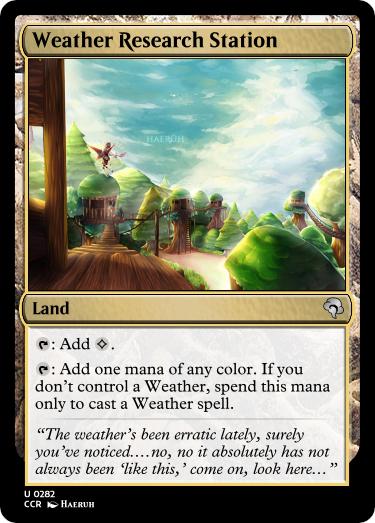 Weather Research Station
HAERUH
Land
: Add .
: Add one mana of any color. If you
don't control a Weather, spend this mana
only to cast a Weather spell.
“The weather's been erratic lately, surely
you've noticed....no, no it absolutely has not
always been ‘like this,’ come on, look here...”
U 0282
CCR HAERUH